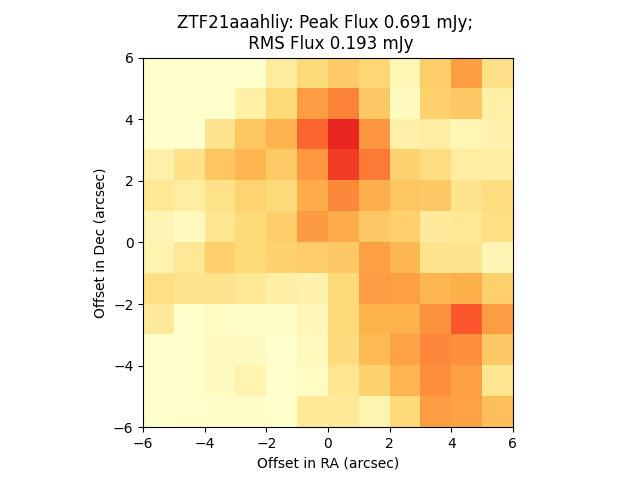 ZTF21aaahliy: Peak Flux 0.691 mJy;
RMS Flux 0.193 mJy
6
4
2
0
−2
−4
−6
Offset in Dec (arcsec)
−6 −4 −2 0 2 4 6
Offset in RA (arcsec)